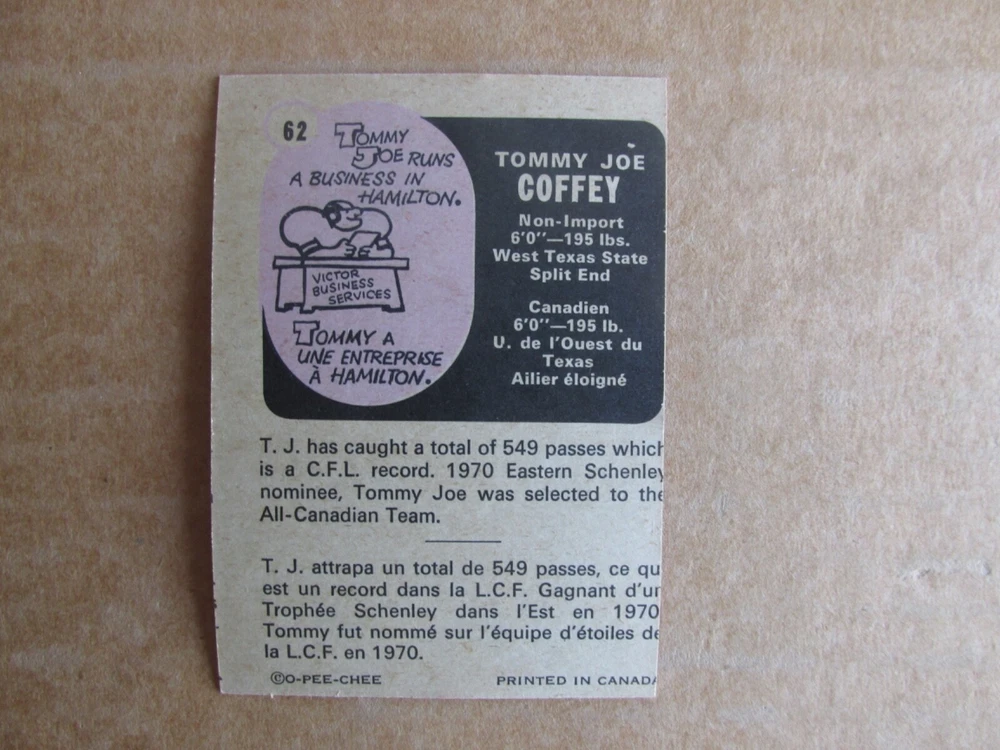 62
TOMMY
JOE RUNS
A BUSINESS IN
HAMILTON.
VICTOR
BUSINESS
SERVICES
TOMMY A
UNE ENTREPRISE
À HAMILTON.
TOMMY JOE
COFFEY
Non-Import
6'0"—195 lbs.
West Texas State
Split End
Canadien
6'0"—195 lb.
U. de l'Ouest du
Texas
Ailier éloigné
T. J. has caught a total of 549 passes which
is a C.F.L. record. 1970 Eastern Schenley
nominee, Tommy Joe was selected to the
All-Canadian Team.
T. J. attrapa un total de 549 passes, ce qu
est un record dans la L.C.F. Gagnant d'un
Trophée Schenley dans l'Est en 1970
Tommy fut nommé sur l'équipe d'étoiles de
la L.C.F. en 1970.
©O-PEE-CHEE
PRINTED IN CANADA